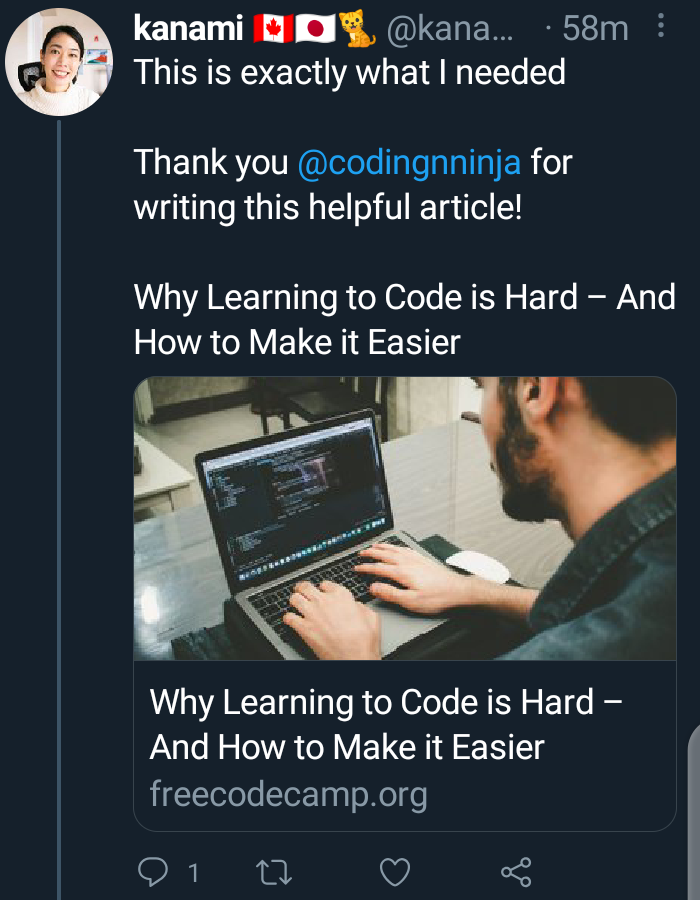 kanami 🇨🇦🇯🇵🐈 @kana... · 58m
This is exactly what I needed
Thank you @codingnninja for
writing this helpful article!
Why Learning to Code is Hard – And
How to Make it Easier
Why Learning to Code is Hard –
And How to Make it Easier
freecodecamp.org
1